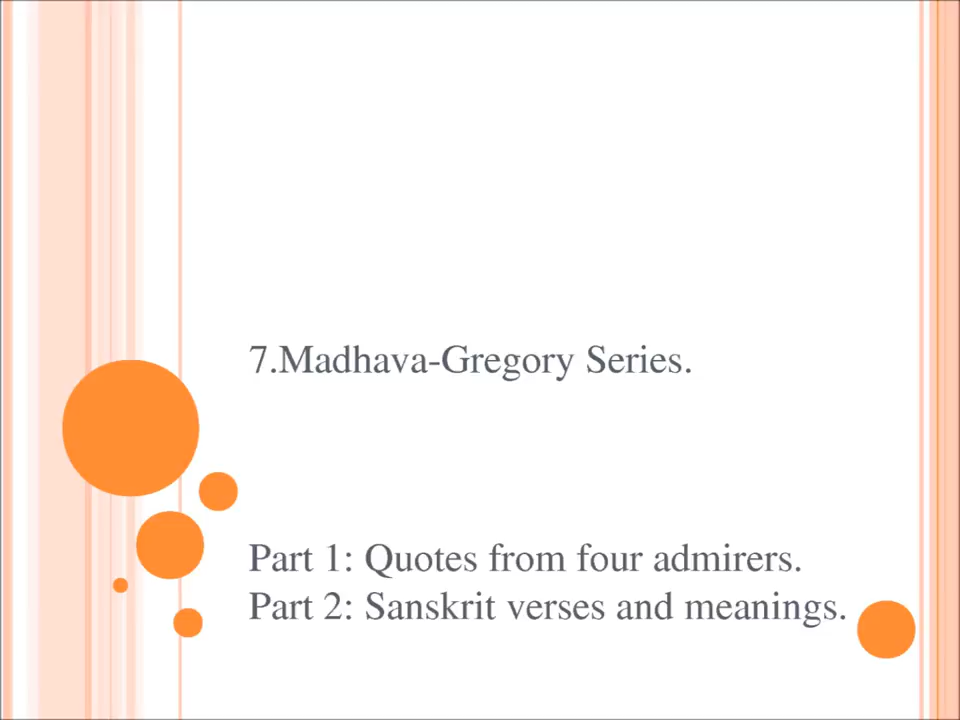 7.Madhava-Gregory Series.
Part 1: Quotes from four admirers.
Part 2: Sanskrit verses and meanings.